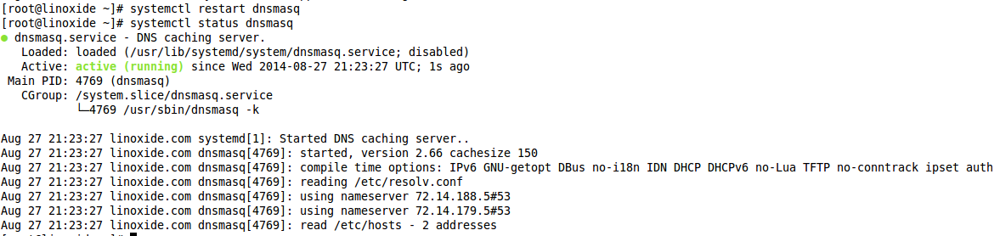 [root@linoxide ~]# systemctl restart dnsmasq
[root@linoxide ~]# systemctl status dnsmasq
● dnsmasq.service - DNS caching server.
   Loaded: loaded (/usr/lib/systemd/system/dnsmasq.service; disabled)
   Active: active (running) since Wed 2014-08-27 21:23:27 UTC; 1s ago
 Main PID: 4769 (dnsmasq)
   CGroup: /system.slice/dnsmasq.service
           └─4769 /usr/sbin/dnsmasq -k

Aug 27 21:23:27 linoxide.com systemd[1]: Started DNS caching server..
Aug 27 21:23:27 linoxide.com dnsmasq[4769]: started, version 2.66 cachesize 150
Aug 27 21:23:27 linoxide.com dnsmasq[4769]: compile time options: IPv6 GNU-getopt DBus no-i18n IDN DHCP DHCPv6 no-Lua TFTP no-conntrack ipset auth
Aug 27 21:23:27 linoxide.com dnsmasq[4769]: reading /etc/resolv.conf
Aug 27 21:23:27 linoxide.com dnsmasq[4769]: using nameserver 72.14.188.5#53
Aug 27 21:23:27 linoxide.com dnsmasq[4769]: using nameserver 72.14.179.5#53
Aug 27 21:23:27 linoxide.com dnsmasq[4769]: read /etc/hosts - 2 addresses